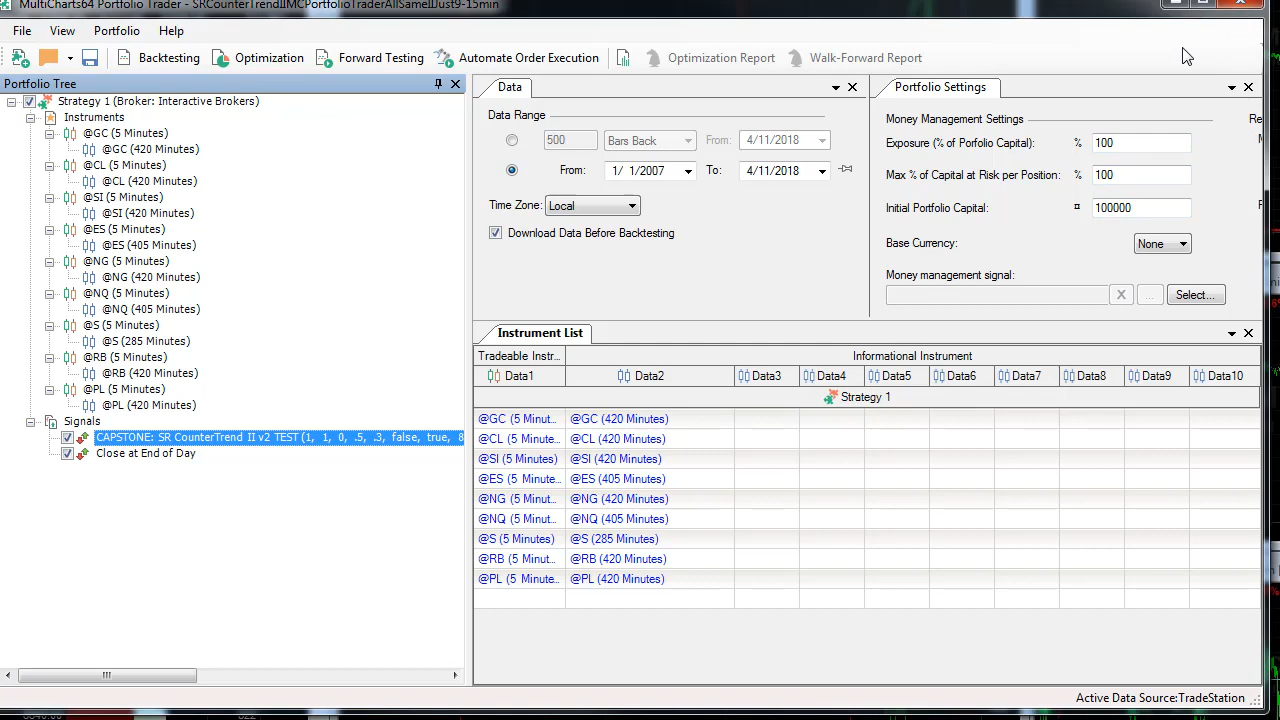 MultiCharts64 Portfolio Trader - SRCounterTrendIIMCPortfolioTraderAllSameIIJust9-15min
File View Portfolio Help
Backtesting Optimization Forward Testing Automate Order Execution Optimization Report Walk-Forward Report
Portfolio Tree
Strategy 1 (Broker: Interactive Brokers)
Instruments
@GC (5 Minutes)
@GC (420 Minutes)
@CL (5 Minutes)
@CL (420 Minutes)
@SI (5 Minutes)
@SI (420 Minutes)
@ES (5 Minutes)
@ES (405 Minutes)
@NG (5 Minutes)
@NG (420 Minutes)
@NQ (5 Minutes)
@NQ (405 Minutes)
@S (5 Minutes)
@S (285 Minutes)
@RB (5 Minutes)
@RB (420 Minutes)
@PL (5 Minutes)
@PL (420 Minutes)
Signals
CAPSTONE: SR CounterTrend II v2 TEST (1, 1, 0, .5, .3, false, true, 8
Close at End of Day
Data
Data Range
500 Bars Back From: 4/11/2018
From: 1/ 1/2007 To: 4/11/2018
Time Zone: Local
Download Data Before Backtesting
Portfolio Settings
Money Management Settings
Re
Exposure (% of Porfolio Capital): % 100
Max % of Capital at Risk per Position: % 100
Initial Portfolio Capital: ¤ 100000
Base Currency: None
Money management signal:
X ... Select...
Instrument List
Tradeable Instr... Informational Instrument
Data1 Data2 Data3 Data4 Data5 Data6 Data7 Data8 Data9 Data10
Strategy 1
@GC (5 Minut... @GC (420 Minutes)
@CL (5 Minut... @CL (420 Minutes)
@SI (5 Minut... @SI (420 Minutes)
@ES (5 Minute... @ES (405 Minutes)
@NG (5 Minut... @NG (420 Minutes)
@NQ (5 Minut... @NQ (405 Minutes)
@S (5 Minutes) @S (285 Minutes)
@RB (5 Minut... @RB (420 Minutes)
@PL (5 Minute... @PL (420 Minutes)
Active Data Source:TradeStation